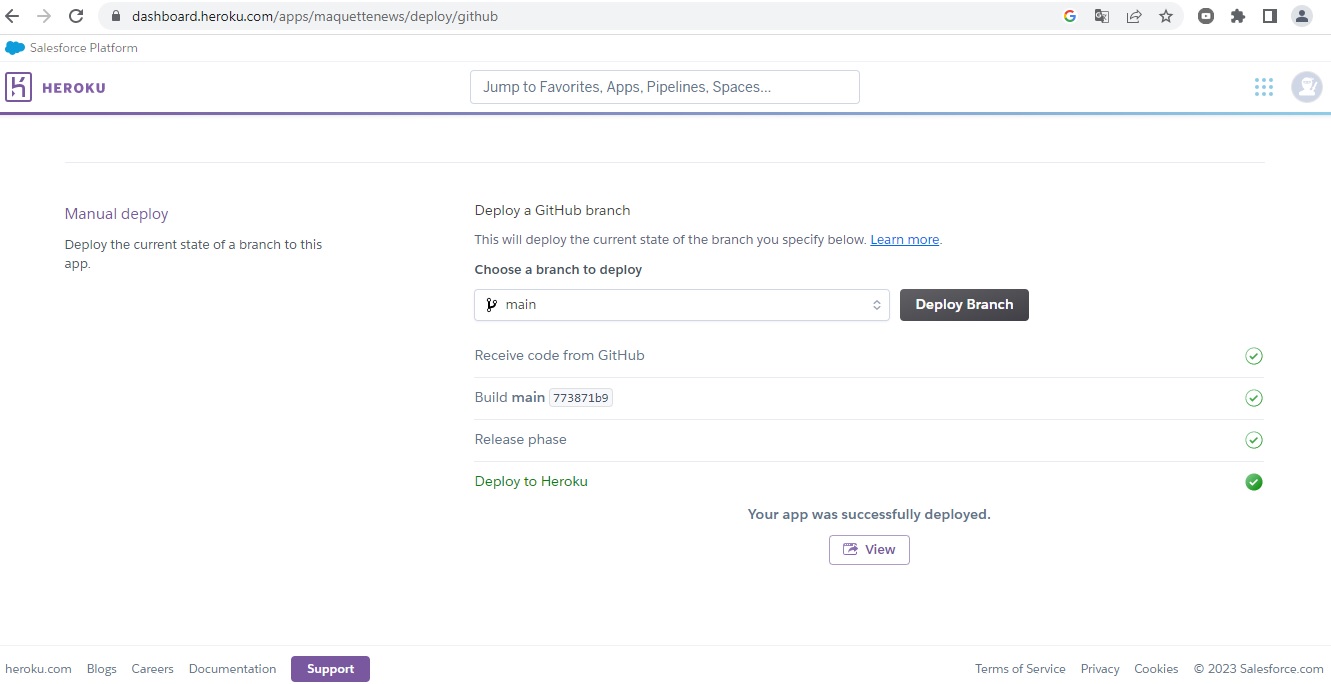 dashboard.heroku.com/apps/maquettenews/deploy/github
Salesforce Platform
HEROKU
Jump to Favorites, Apps, Pipelines, Spaces...
Manual deploy
Deploy the current state of a branch to this
app.
Deploy a GitHub branch
This will deploy the current state of the branch you specify below. Learn more.
Choose a branch to deploy
main
Deploy Branch
Receive code from GitHub
Build main 773871b9
Release phase
Deploy to Heroku
Your app was successfully deployed.
View
heroku.com Blogs Careers Documentation Support Terms of Service Privacy Cookies © 2023 Salesforce.com